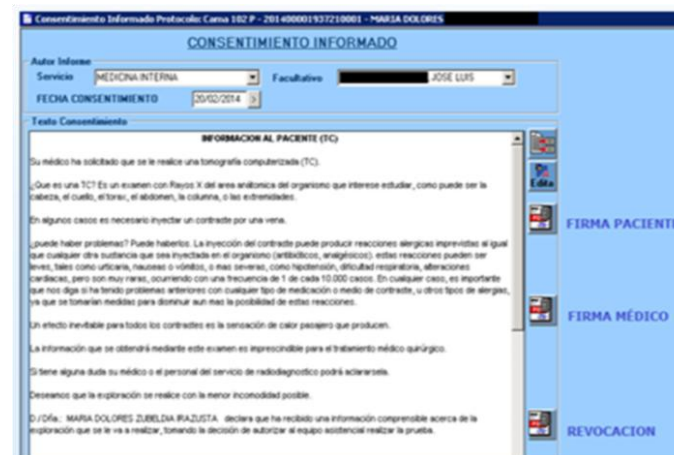 Consentimiento Informado Protocolo: Cama 102 P - 2014000001937210001 - MARIA DOLORES
CONSENTIMIENTO INFORMADO
Autor Informe
Servicio MEDICINA INTERNA Facultativo JOSE LUIS
FECHA CONSENTIMIENTO 20/02/2014
Texto Consentimiento
INFORMACION AL PACIENTE (TC)
Su médico ha solicitado que se le realice una tomografía computerizada (TC).
¿Que es una TC? Es un examen con Rayos X del area anátomica del organismo que interese estudiar, como puede ser la
cabeza, el cuello, el torax, el abdomen, la columna, o las extremidades.
En algunos casos es necesario inyectar un contraste por una vena.
¿puede haber problemas? Puede haberlos. La inyección del contraste puede producir reacciones alergicas imprevistas al igual
que cualquier otra sustancia que sea inyectada en el organismo (antibióticos, analgésicos). estas reacciones pueden ser
leves, tales como urticaria, nauseas o vómitos, o mas severas, como hipotensión, dificultad respiratoria, alteraciones
cardiacas, pero son muy raras, ocurriendo con una frecuencia de 1 de cada 10.000 casos. En cualquier caso, es importante
que nos diga si ha tenido problemas anteriores con cualquier tipo de medicación o medio de contraste, u otros tipos de alergias,
ya que se tomarian medidas para disminuir aun mas la posibilidad de estas reacciones.
Un efecto inevitable para todos los contrastes es la sensación de calor pasajero que producen.
La información que se obtendrá mediante este examen es imprescindible para el tratamiento médico quirúrgico.
Si tiene alguna duda su médico o el personal del servicio de radiodiagnostico podrá aclararsela.
Deseamos que la exploración se realice con la menor incomodidad posible.
D./Dña.: MARIA DOLORES ZUBELDIA IRAZUSTA declara que ha recibido una información comprensible acerca de la
exploración que se le va a realizar, tomando la decisión de autorizar al equipo asistencial realizar la prueba.
Edita
FIRMA PACIENTE
FIRMA MÉDICO
REVOCACION